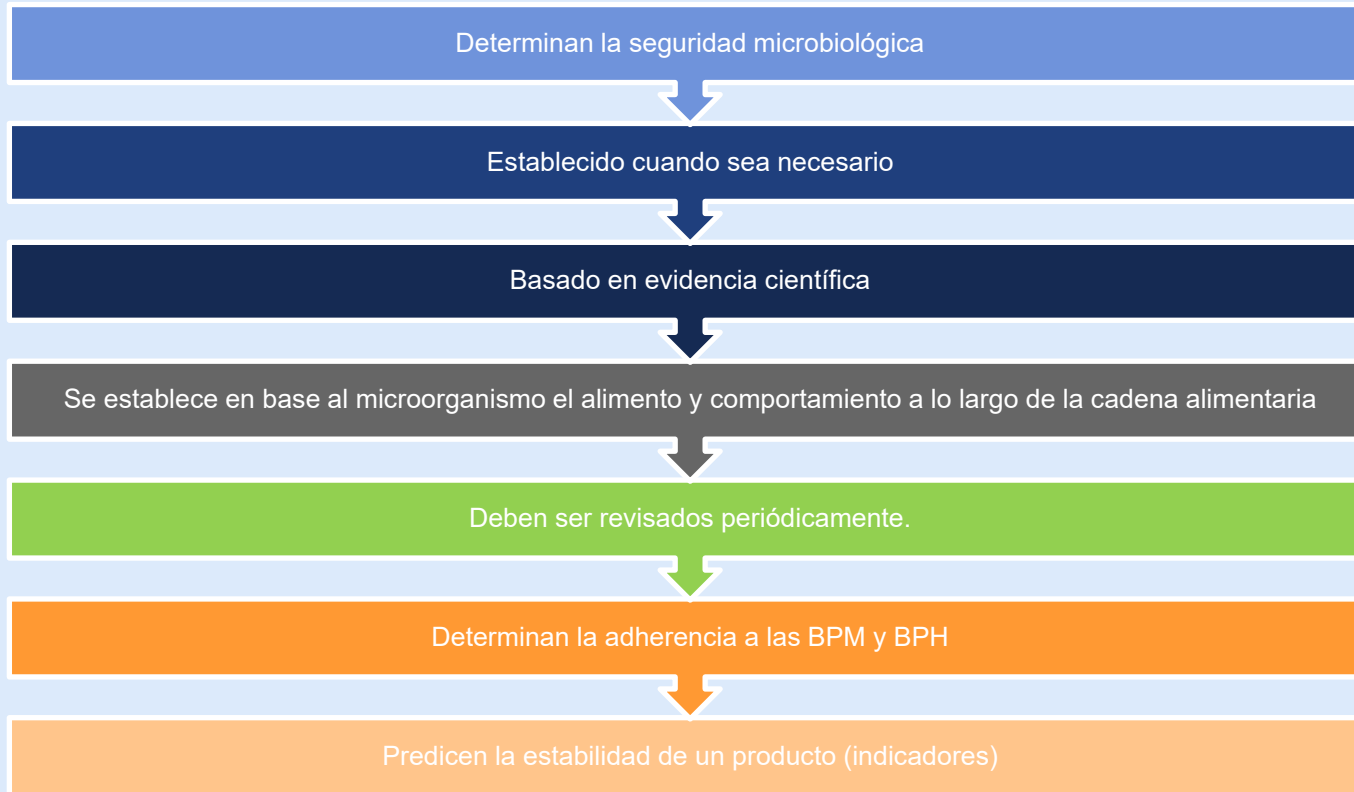 Determinan la seguridad microbiológica
Establecido cuando sea necesario
Basado en evidencia científica
Se establece en base al microorganismo el alimento y comportamiento a lo largo de la cadena alimentaria
Deben ser revisados periódicamente.
Determinan la adherencia a las BPM y BPH
Predicen la estabilidad de un producto (indicadores)